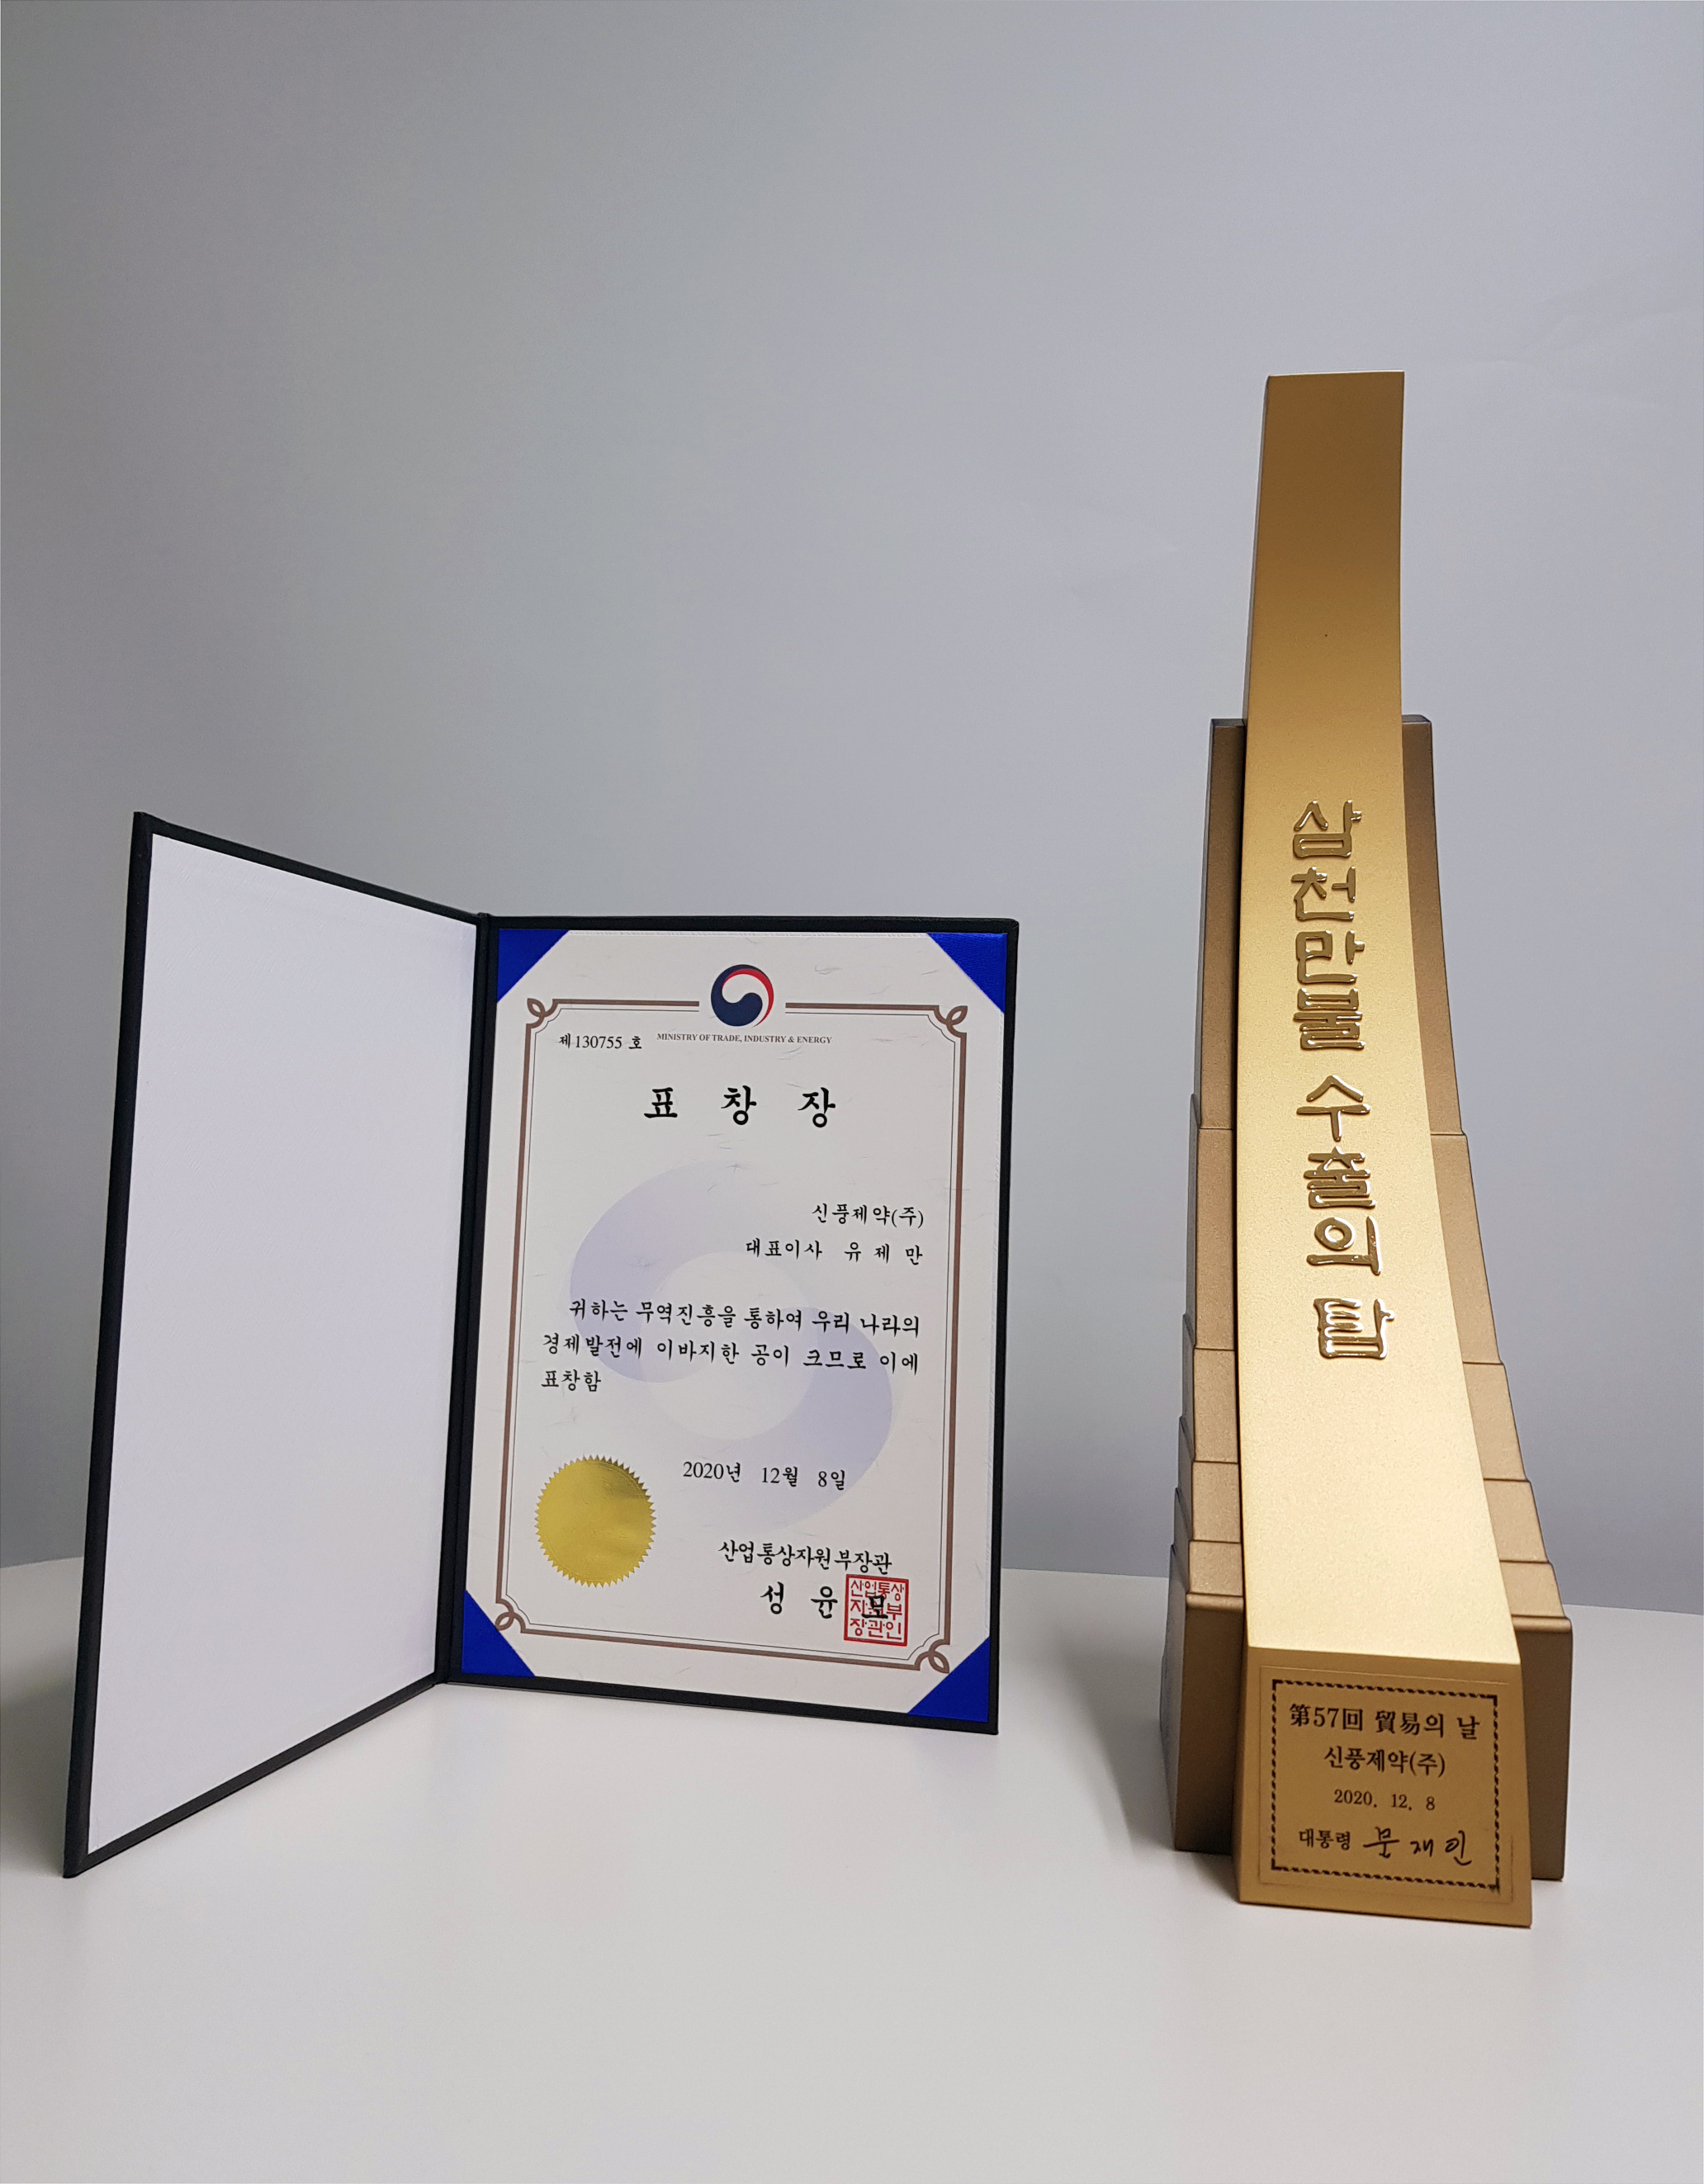 제130755 호
MINISTRY OF TRADE, INDUSTRY & ENERGY
표 창 장
신풍제약(주)
대표이사 유 제 만
귀하는 무역진흥을 통하여 우리 나라의
경제발전에 이바지한 공이 크므로 이에
표창함
2020년 12월 8일
산업통상자원부장관
성 윤 모
산업통상
자원부
장관인
삼천만불 수출의 탑
第57回 貿易의 날
신풍제약(주)
2020. 12. 8
대통령 문재인